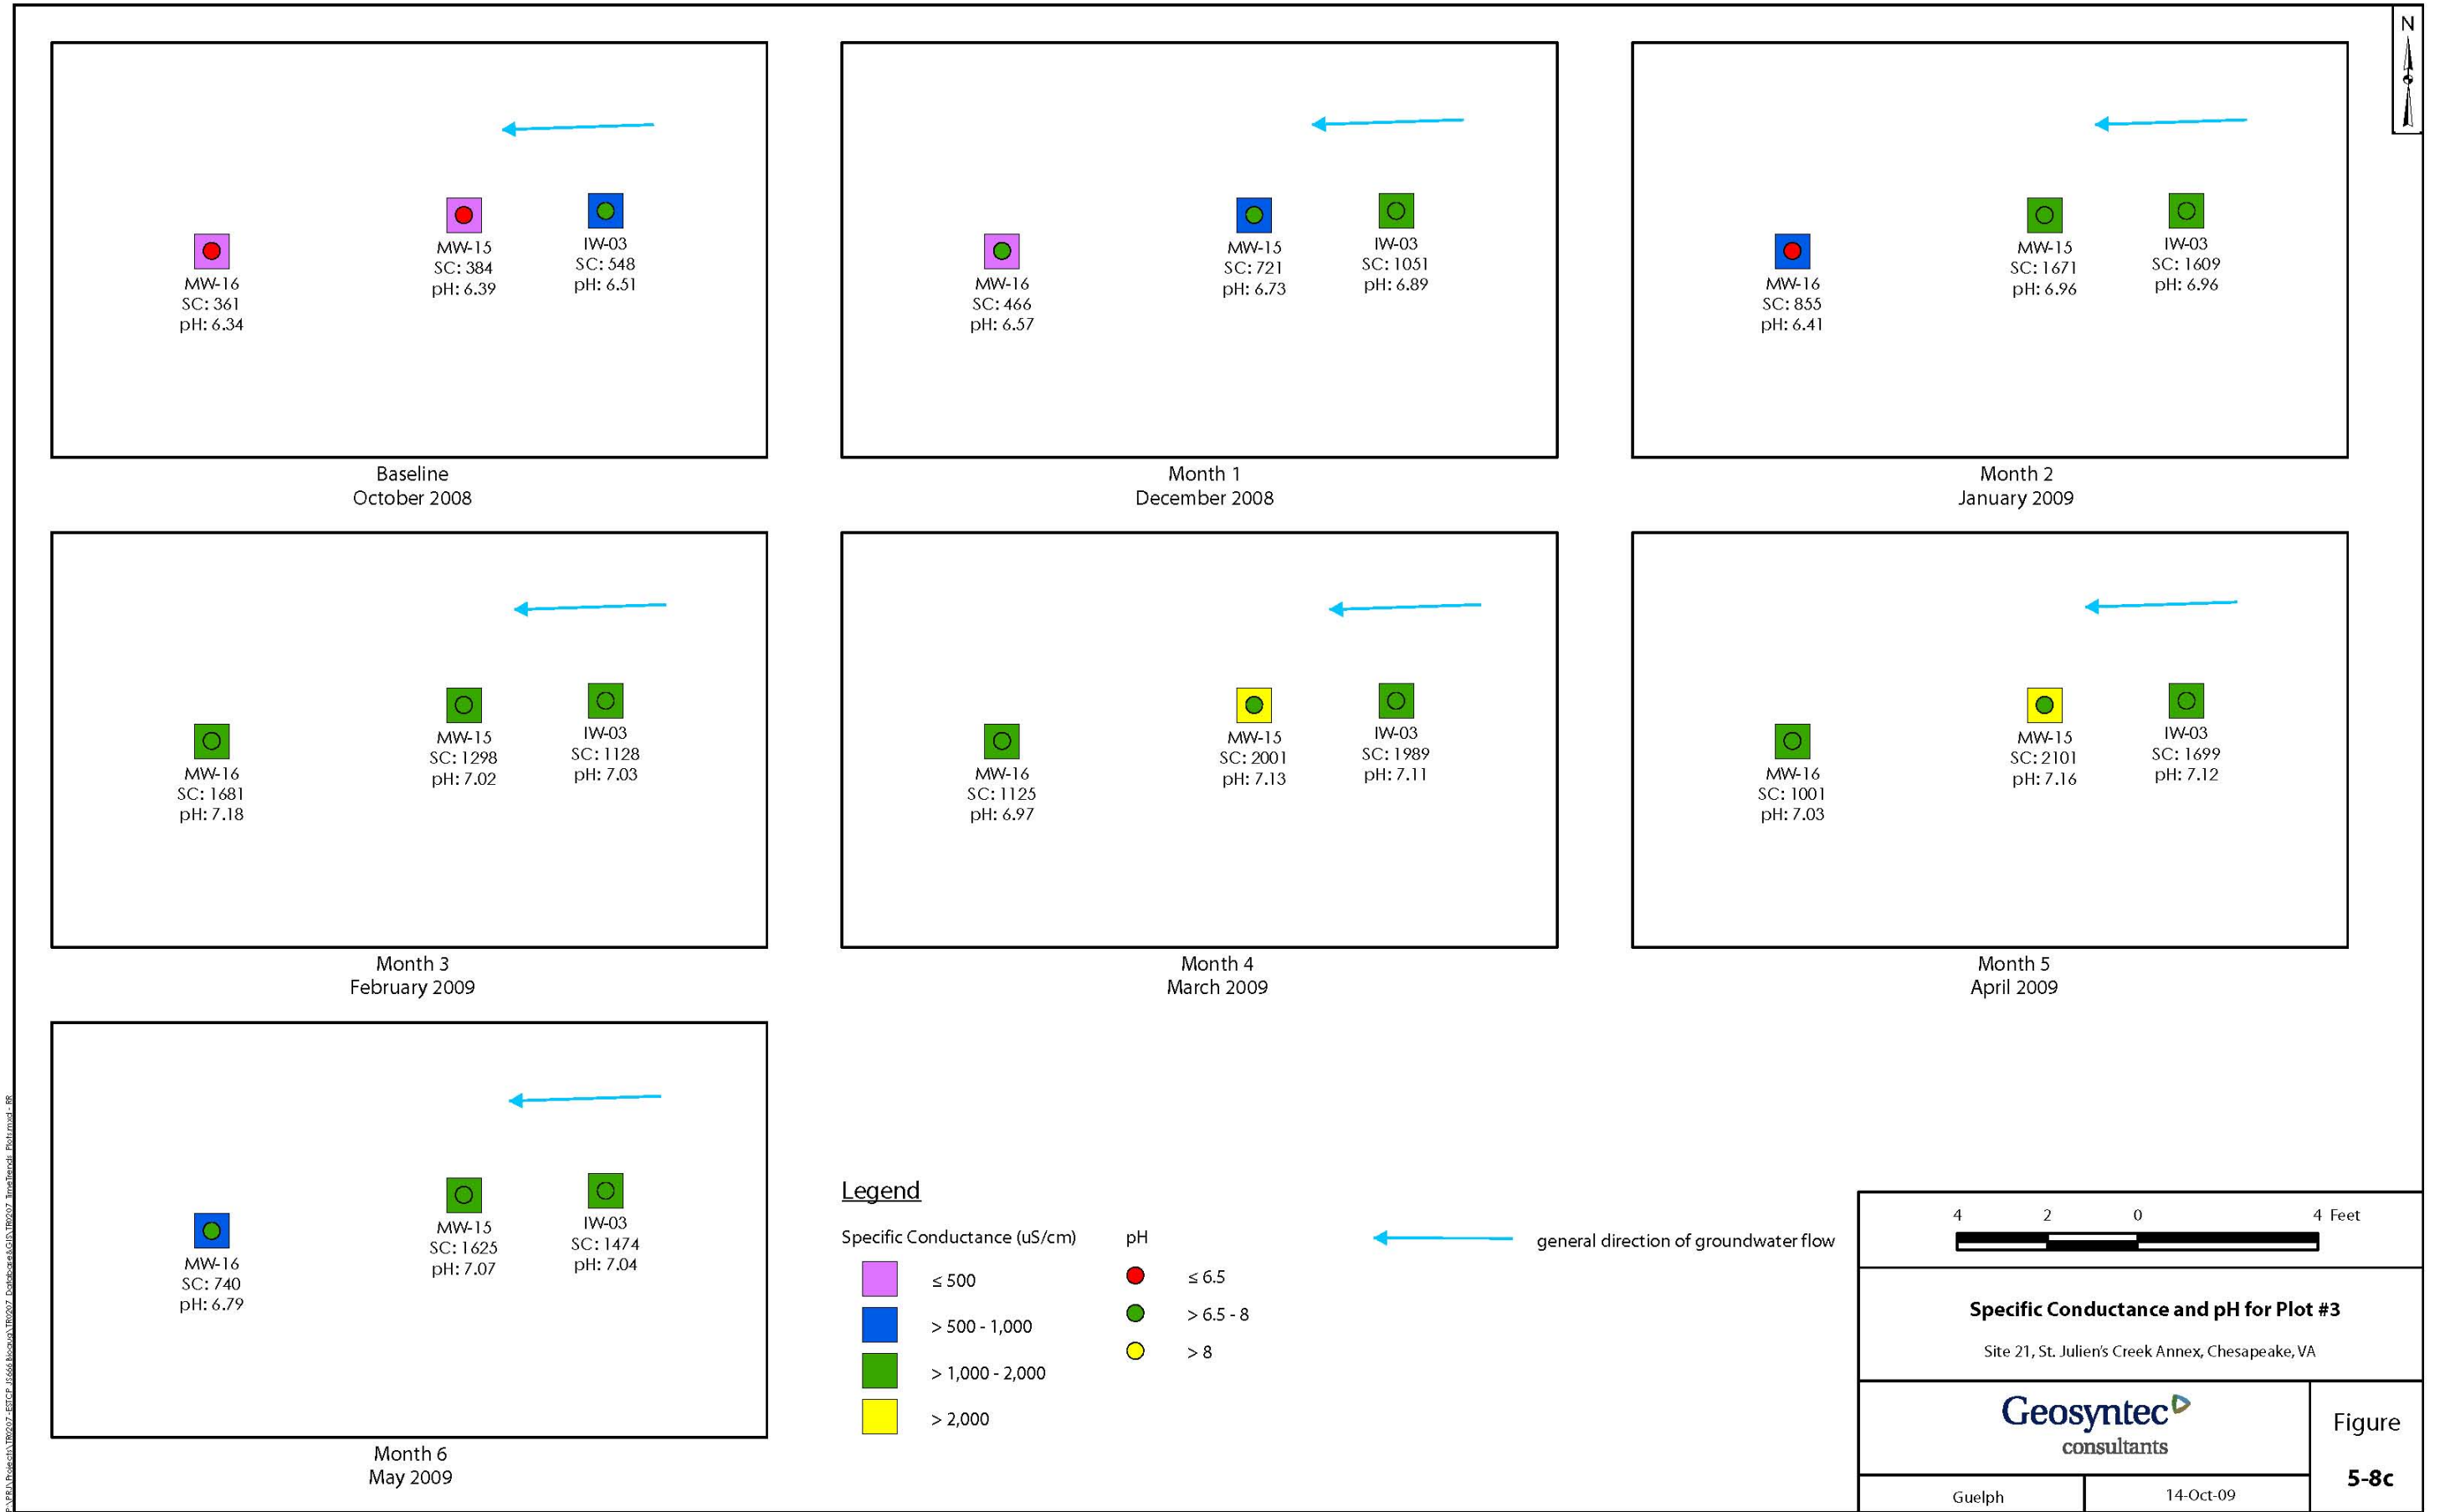 N
MW-16
SC: 361
pH: 6.34
MW-15
SC: 384
pH: 6.39
IW-03
SC: 548
pH: 6.51
Baseline
October 2008
MW-16
SC: 466
pH: 6.57
MW-15
SC: 721
pH: 6.73
IW-03
SC: 1051
pH: 6.89
Month 1
December 2008
MW-16
SC: 855
pH: 6.41
MW-15
SC: 1671
pH: 6.96
IW-03
SC: 1609
pH: 6.96
Month 2
January 2009
MW-16
SC: 1681
pH: 7.18
MW-15
SC: 1298
pH: 7.02
IW-03
SC: 1128
pH: 7.03
Month 3
February 2009
MW-16
SC: 1125
pH: 6.97
MW-15
SC: 2001
pH: 7.13
IW-03
SC: 1989
pH: 7.11
Month 4
March 2009
MW-16
SC: 1001
pH: 7.03
MW-15
SC: 2101
pH: 7.16
IW-03
SC: 1699
pH: 7.12
Month 5
April 2009
MW-16
SC: 740
pH: 6.79
MW-15
SC: 1625
pH: 7.07
IW-03
SC: 1474
pH: 7.04
Month 6
May 2009
Legend
Specific Conductance (uS/cm)
≤ 500
> 500 - 1,000
> 1,000 - 2,000
> 2,000
pH
≤ 6.5
> 6.5 - 8
> 8
general direction of groundwater flow
4 2 0 4 Feet
Specific Conductance and pH for Plot #3
Site 21, St. Julien's Creek Annex, Chesapeake, VA
Geosyntec
consultants
Guelph
14-Oct-09
Figure
5-8c